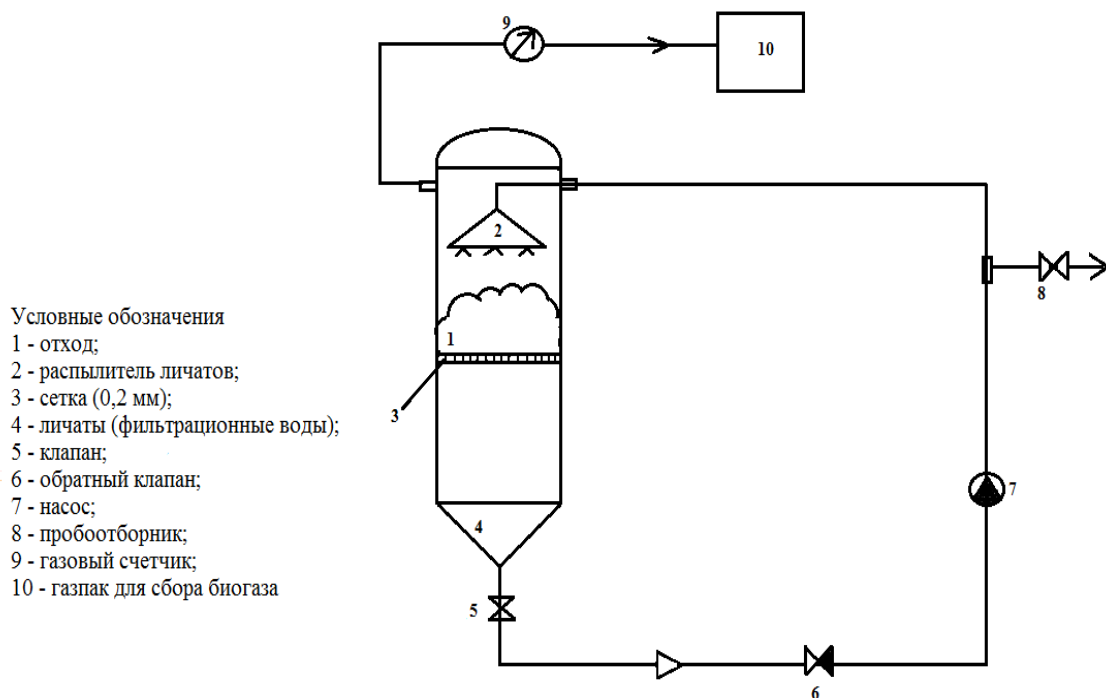 9
10
2
1
3
4
5
6
7
8
Условные обозначения
1 - отход;
2 - распылитель личатов;
3 - сетка (0,2 мм);
4 - личаты (фильтрационные воды);
5 - клапан;
6 - обратный клапан;
7 - насос;
8 - пробоотборник;
9 - газовый счетчик;
10 - газпак для сбора биогаза